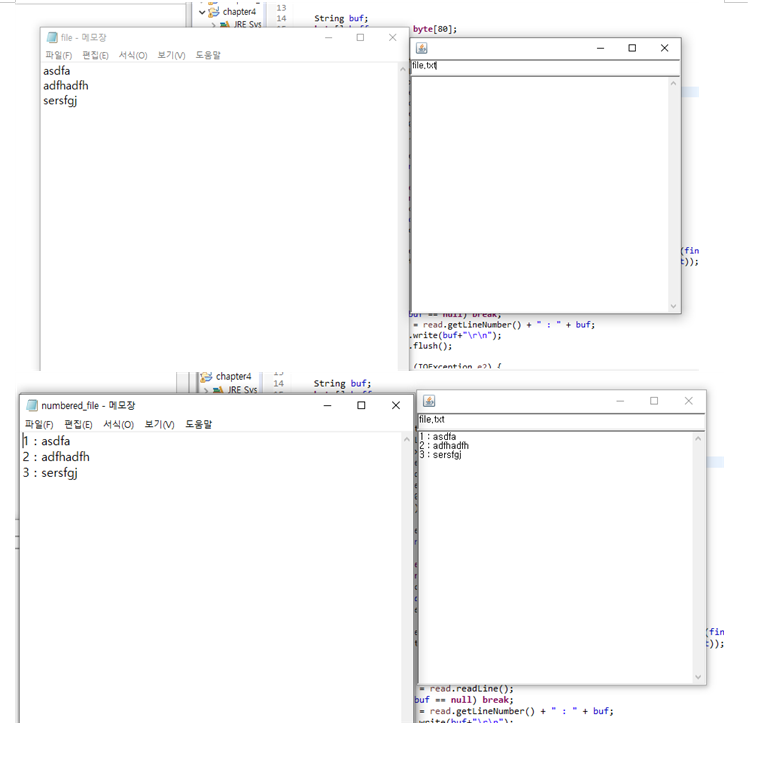 chapter4
JRE Sys
13
14 String buf;
byte[80];
file - 메모장
파일(F) 편집(E) 서식(O) 보기(V) 도움말
asdfa
adfhadfh
sersfgj
file.txt
(fin
t));
buf == null) break;
= read.getLineNumber() + " : " + buf;
.write(buf+"\r\n");
.flush();
(IOException e2) {
chapter4
JRE Sys
14 String buf;
numbered_file - 메모장
파일(F) 편집(E) 서식(O) 보기(V) 도움말
1 : asdfa
2 : adfhadfh
3 : sersfgj
file.txt
1 : asdfa
2 : adfhadfh
3 : sersfgj
(fin
t));
= read.readLine();
buf == null) break;
= read.getLineNumber() + " : " + buf;
.write(buf+"\r\n");